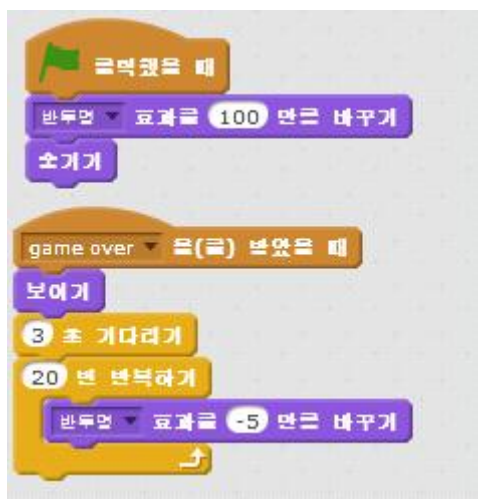 클릭했을 때
반투명 효과를 100 만큼 바꾸기
숨기기
game over 을(를) 받았을 때
보이기
3 초 기다리기
20 번 반복하기
반투명 효과를 -5 만큼 바꾸기